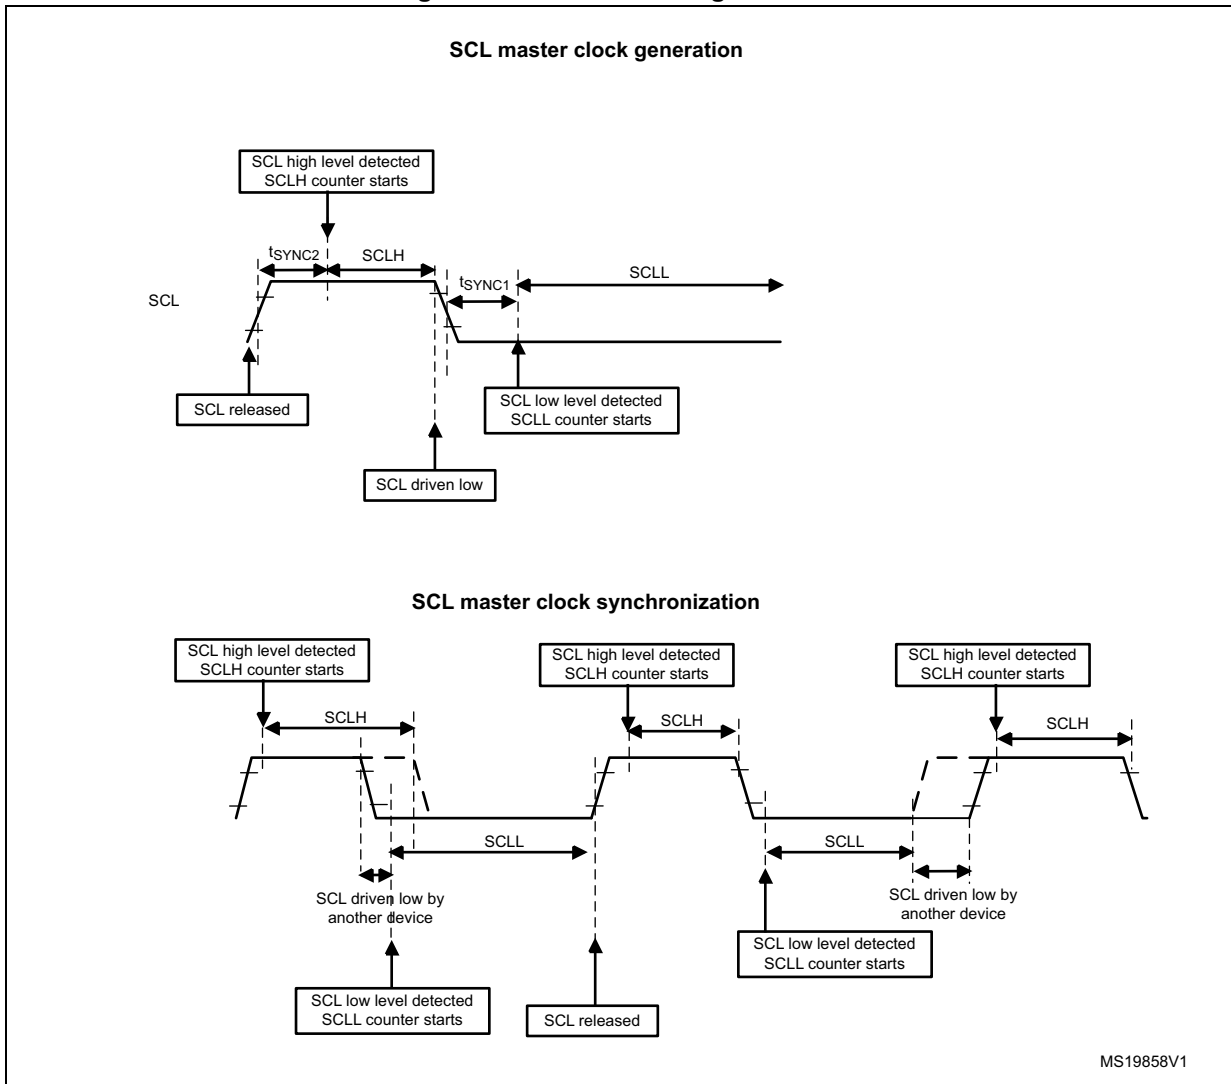 SCL master clock generation
SCL high level detected
SCLH counter starts
tSYNC2
SCLH
SCLL
tSYNC1
SCL
SCL released
SCL low level detected
SCLL counter starts
SCL driven low
SCL master clock synchronization
SCL high level detected
SCLH counter starts
SCL high level detected
SCLH counter starts
SCL high level detected
SCLH counter starts
SCLH
SCLH
SCLH
SCLL
SCLL
SCL driven low by
another device
SCL driven low by
another device
SCL low level detected
SCLL counter starts
SCL low level detected
SCLL counter starts
SCL released
MS19858V1